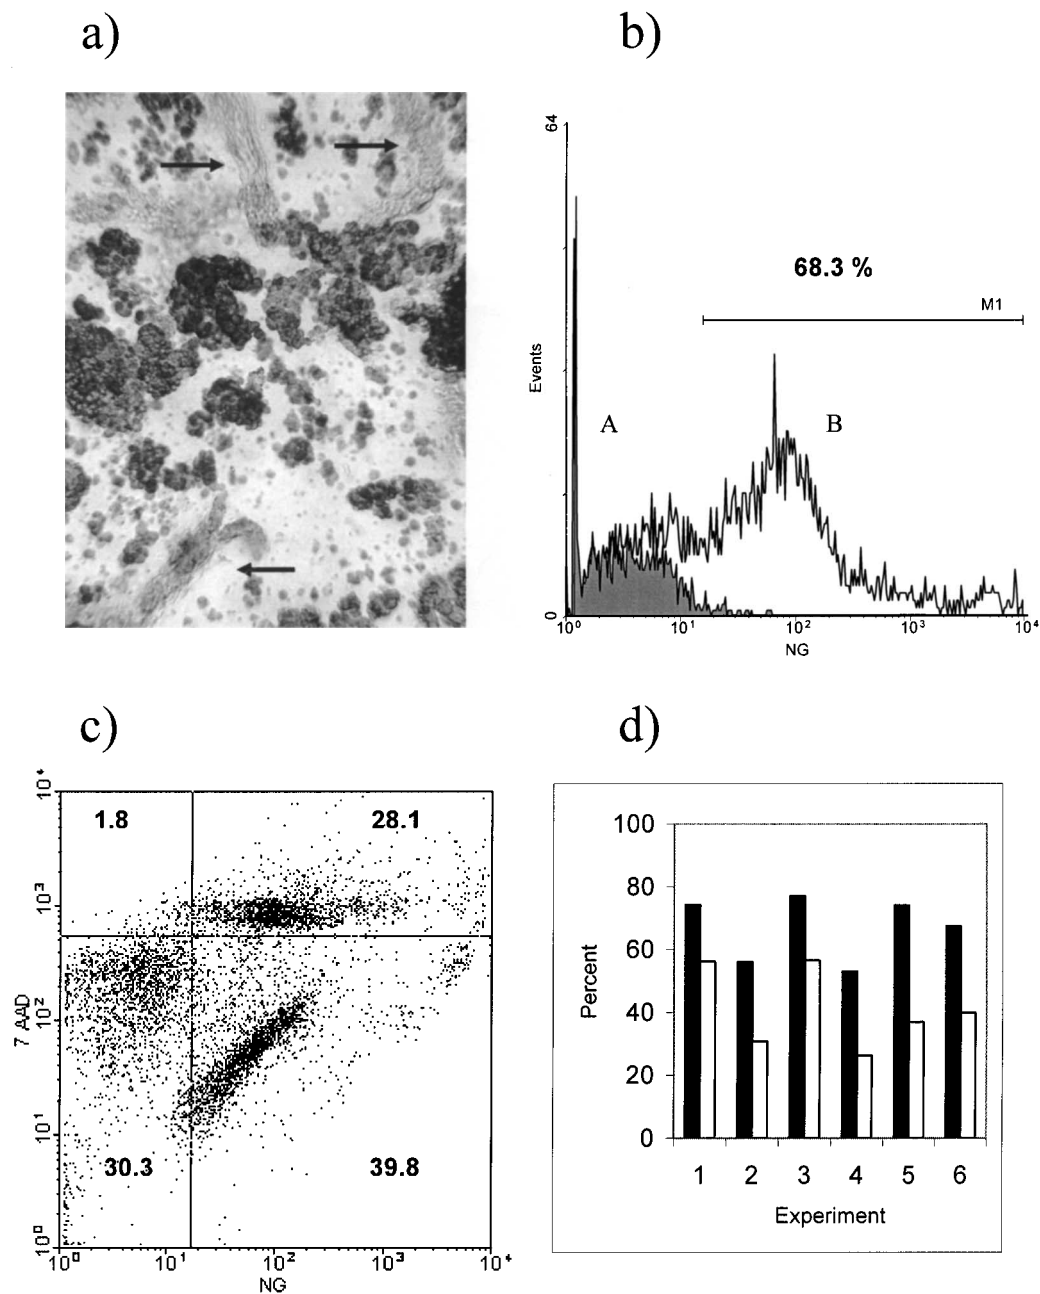 a)
b)
64
Events
0
68.3 %
M1
A
B
10⁰
10¹
10²
10³
10⁴
NG
c)
10⁴
10³
10²
10¹
10⁰
7 AAD
1.8
28.1
30.3
39.8
10⁰
10¹
10²
10³
10⁴
NG
d)
100
80
60
40
20
0
Percent
1 2 3 4 5 6
Experiment